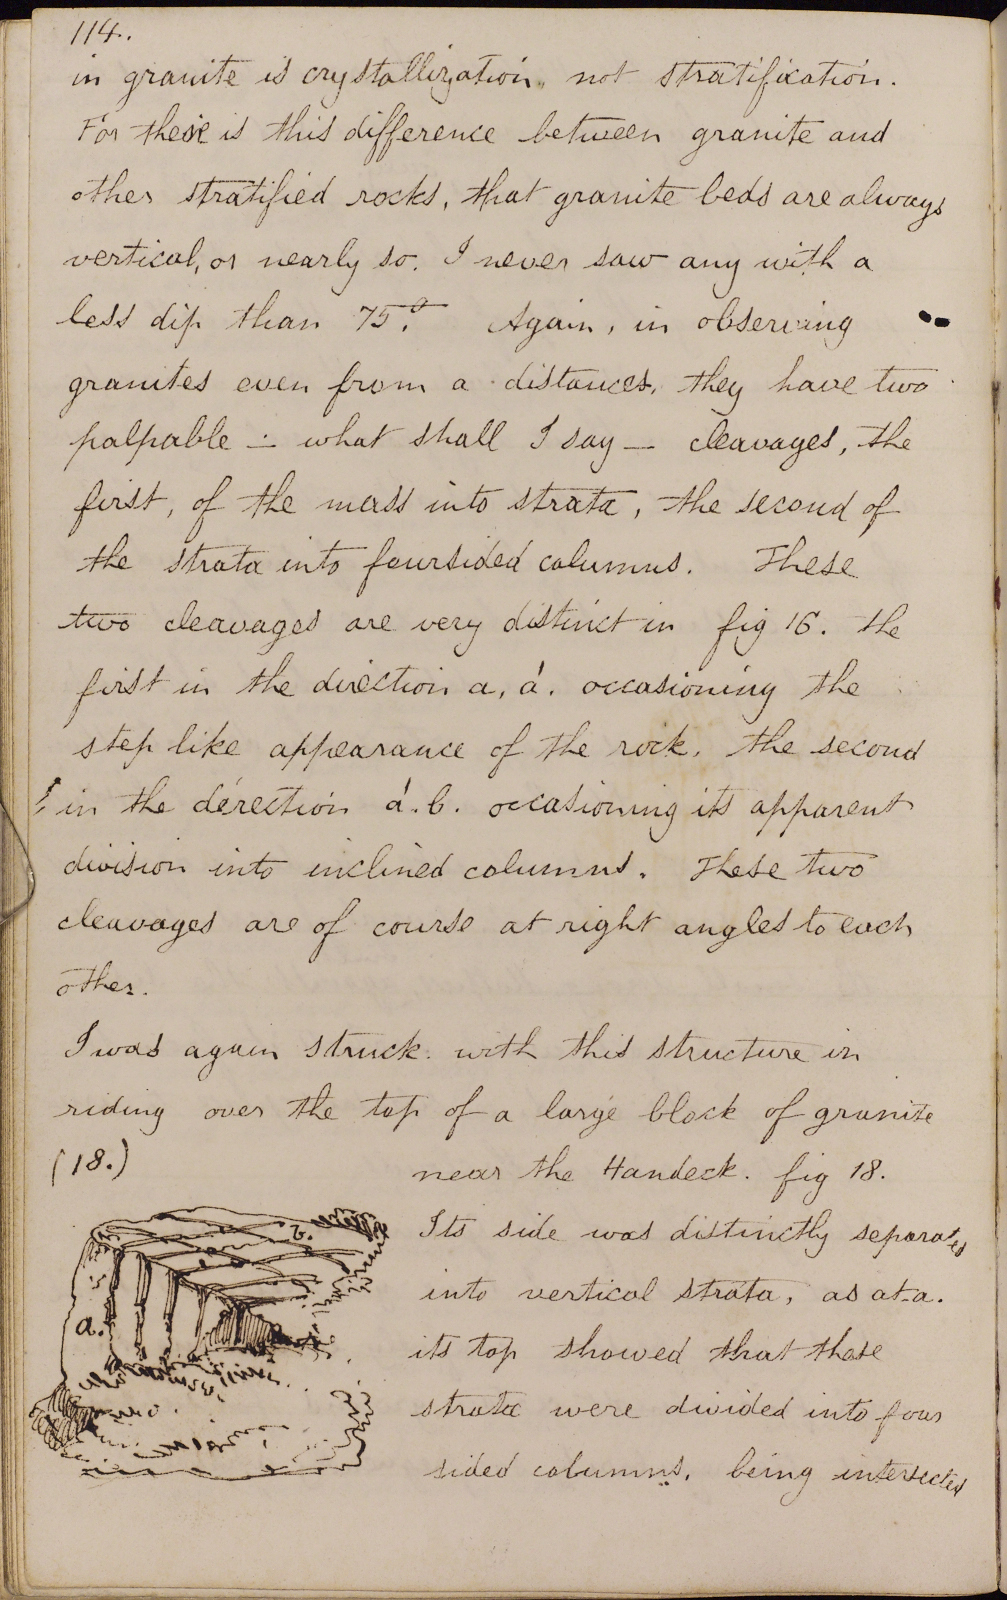 114.
in granite is crystallization, not stratification.
For there is this difference between granite and
other stratified rocks, that granite beds are always
vertical, or nearly so. I never saw any with a
less dip than 75.° Again, in observing
granites even from a distances, they have two
palpable – what shall I say – cleavages, the
first, of the mass into strata, the second of
the strata into foursided columns. These
two cleavages are very distinct in fig 16. the
first in the direction a, á. occasioning the
step like appearance of the rock, the second
in the direction á. b. occasioning its apparent
division into inclined columns. These two
cleavages are of course at right angles to each
other.
I was again struck with this structure in
riding over the top of a large block of granite
(18.) near the Handeck. fig 18.
Its side was distinctly separated
into vertical strata, as at a.
its top showed that these
strata were divided into four
sided columns, being intersected
b.
a.